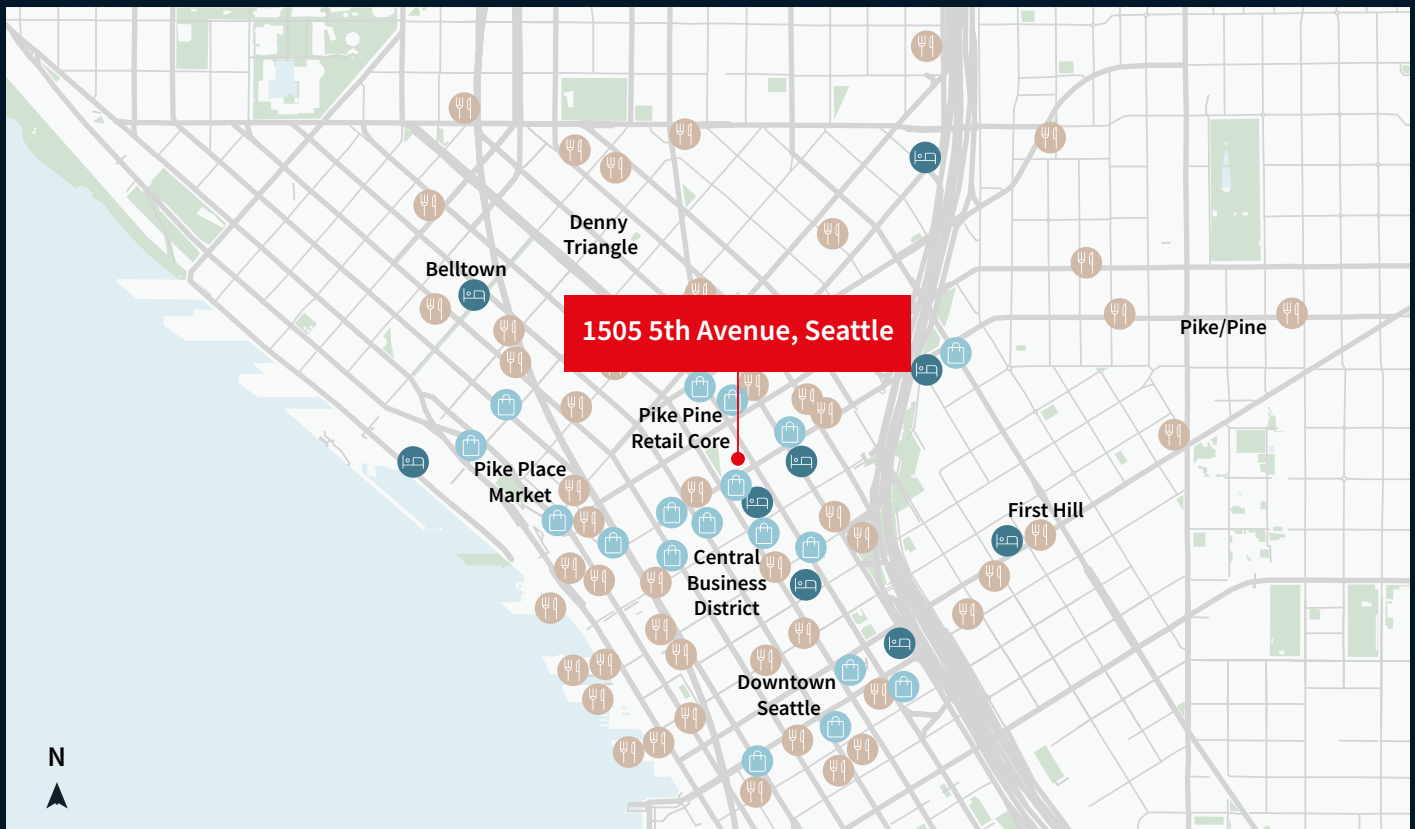 Denny
Triangle
Belltown
1505 5th Avenue, Seattle
Pike/Pine
Pike Pine
Retail Core
Pike Place
Market
First Hill
Central
Business
District
Downtown
Seattle
N